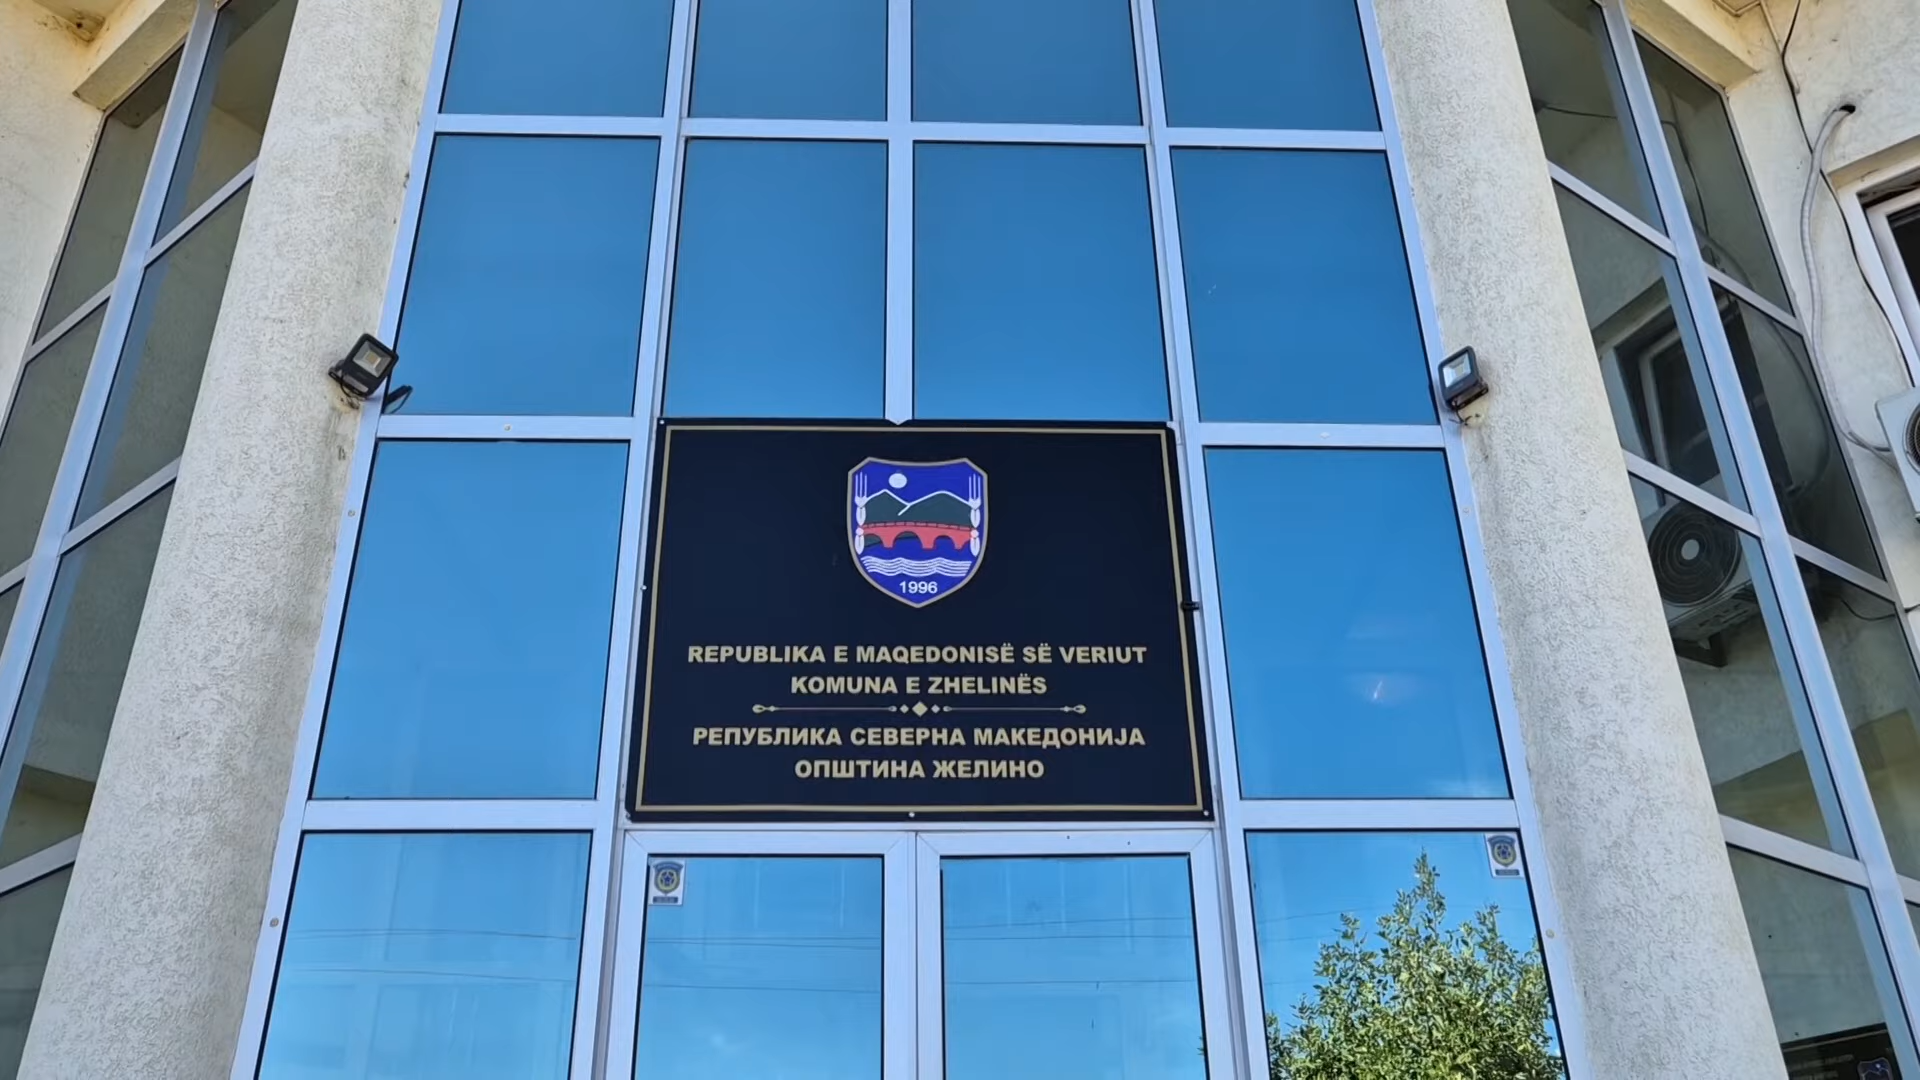 1996
REPUBLIKA E MAQEDONISË SË VERIUT
KOMUNA E ZHELINËS
РЕПУБЛИКА СЕВЕРНА МАКЕДОНИЈА
ОПШТИНА ЖЕЛИНО